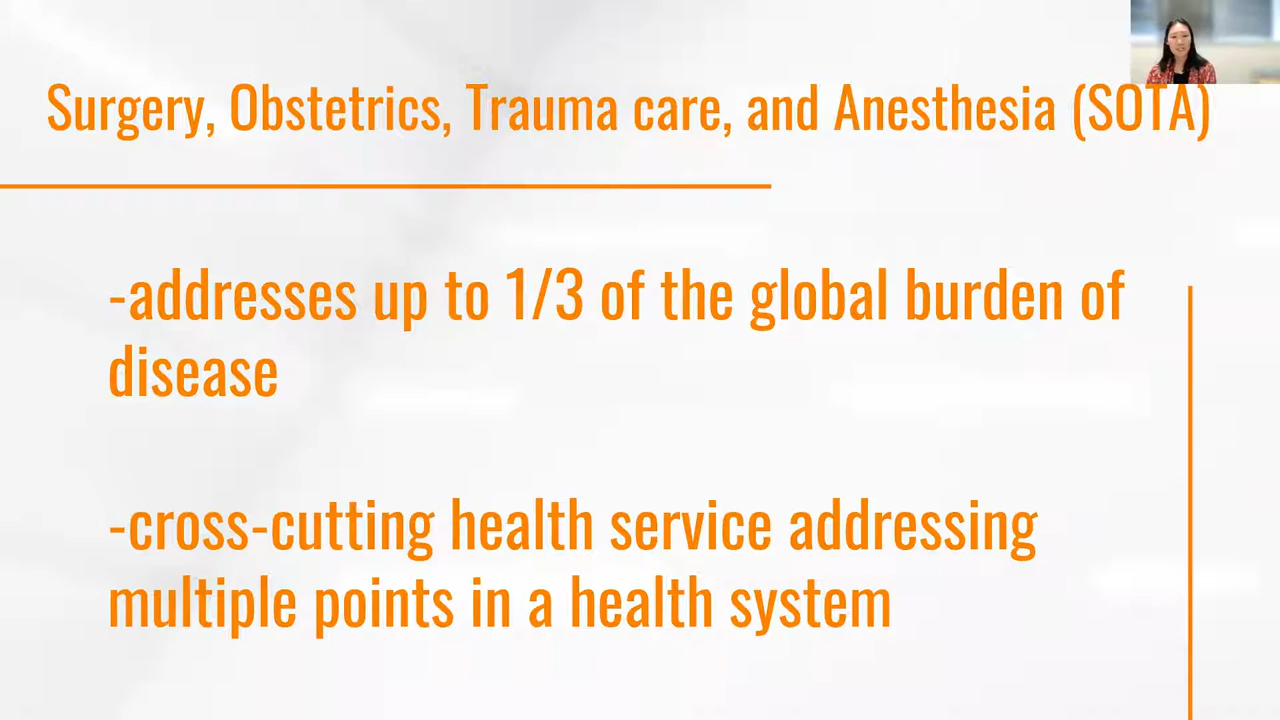 Surgery, Obstetrics, Trauma care, and Anesthesia (SOTA)
-addresses up to 1/3 of the global burden of
disease
-cross-cutting health service addressing
multiple points in a health system